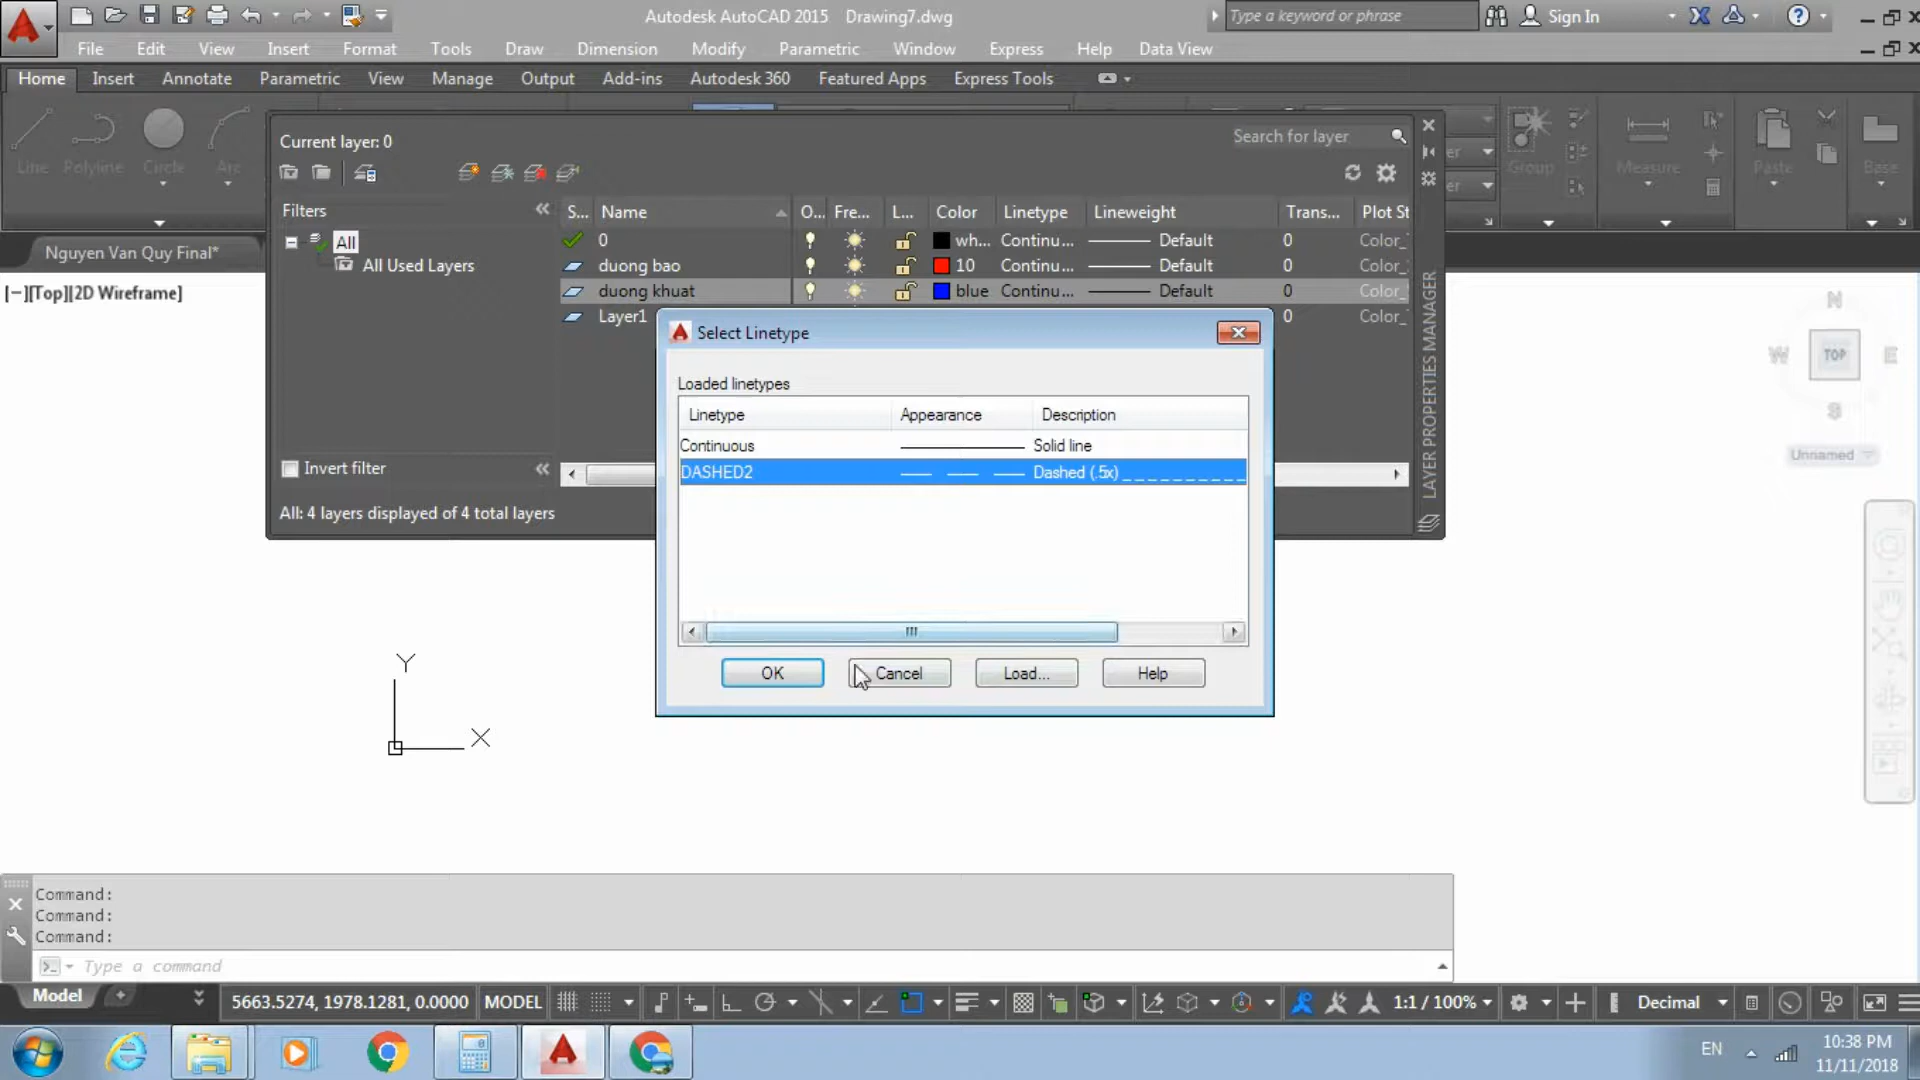 Autodesk AutoCAD 2015 Drawing7.dwg
Type a keyword or phrase
Sign In
File Edit View Insert Format Tools Draw Dimension Modify Parametric Window Express Help Data View
Home Insert Annotate Parametric View Manage Output Add-ins Autodesk 360 Featured Apps Express Tools
Line Polyline Circle Arc
Group Measure Paste Base
Current layer: 0
Search for layer
Filters
S... Name O... Fre... L... Color Linetype Lineweight Trans... Plot St
All
All Used Layers
0 wh... Continu... Default 0 Color_
duong bao 10 Continu... Default 0 Color_
duong khuat blue Continu... Default 0 Color_
Layer1 0 Color_
Invert filter
All: 4 layers displayed of 4 total layers
LAYER PROPERTIES MANAGER
Nguyen Van Quy Final*
[−][Top][2D Wireframe]
Select Linetype
Loaded linetypes
Linetype Appearance Description
Continuous Solid line
DASHED2 Dashed (.5x) _ _ _ _ _ _ _ _ _ _
OK Cancel Load... Help
N
W TOP E
S
Unnamed
Y
X
Command:
Command:
Command:
Type a command
Model
5663.5274, 1978.1281, 0.0000 MODEL
1:1 / 100%
Decimal
EN
10:38 PM
11/11/2018